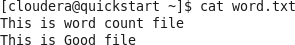 [cloudera@quickstart ~]$ cat word.txt
This is word count file
This is Good file